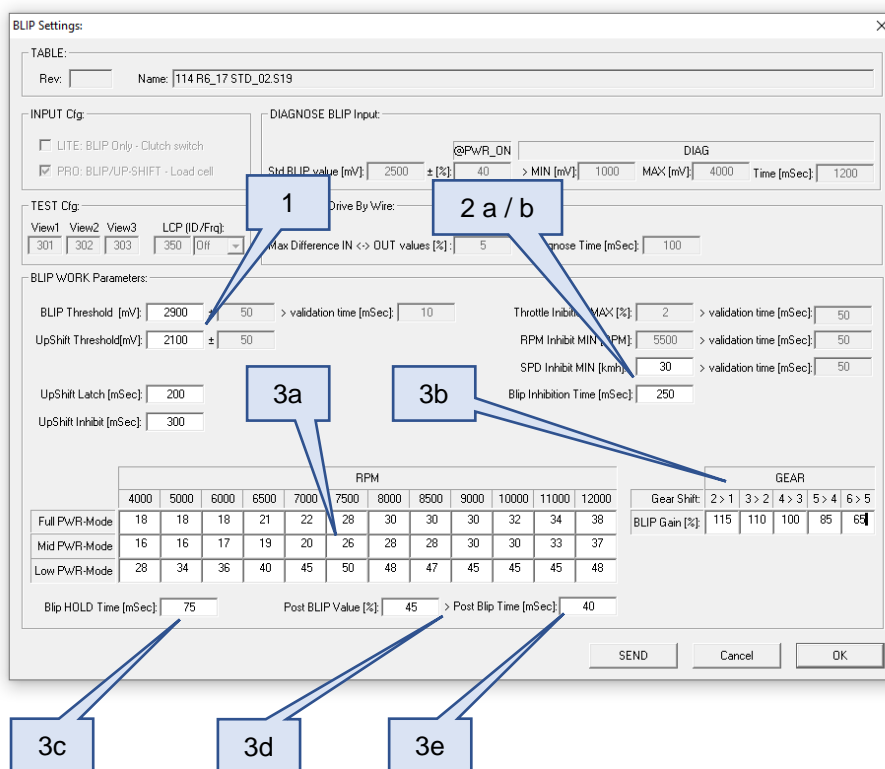 BLIP Settings:
TABLE:
Rev: Name: 114 R6_17 STD_02.S19
INPUT Cfg:
LITE: BLIP Only - Clutch switch
PRO: BLIP/UP-SHIFT - Load cell
DIAGNOSE BLIP Input:
@PWR_ON DIAG
Std BLIP value [mV]: 2500 ± [%]: 40 > MIN [mV]: 1000 MAX [mV]: 4000 Time [mSec]: 1200
1
2 a / b
TEST Cfg:
View1 View2 View3 LCP (ID/Frq):
301 302 303 350 Off
Drive By Wire:
Max Difference IN <-> OUT values [%] : 5 nose Time [mSec]: 100
BLIP WORK Parameters:
BLIP Threshold [mV]: 2900 ± 50 > validation time [mSec]: 10
UpShift Threshold[mV]: 2100 ± 50
Throttle Inibition MAX [%]: 2 > validation time [mSec]: 50
RPM Inhibit MIN [RPM]: 5500 > validation time [mSec]: 50
SPD Inhibit MIN [kmh]: 30 > validation time [mSec]: 50
UpShift Latch [mSec]: 200
UpShift Inhibit [mSec]: 300
Blip Inhibition Time [mSec]: 250
3a
3b
RPM
4000 5000 6000 6500 7000 7500 8000 8500 9000 10000 11000 12000
Full PWR-Mode 18 18 18 21 22 28 30 30 30 32 34 38
Mid PWR-Mode 16 16 17 19 20 26 28 28 30 30 33 37
Low PWR-Mode 28 34 36 40 45 50 48 47 45 45 45 48
GEAR
Gear Shift: 2 > 1 3 > 2 4 > 3 5 > 4 6 > 5
BLIP Gain [%]: 115 110 100 85 65
Blip HOLD Time [mSec]: 75 Post BLIP Value [%]: 45 > Post Blip Time [mSec]: 40
SEND Cancel OK
3c
3d
3e